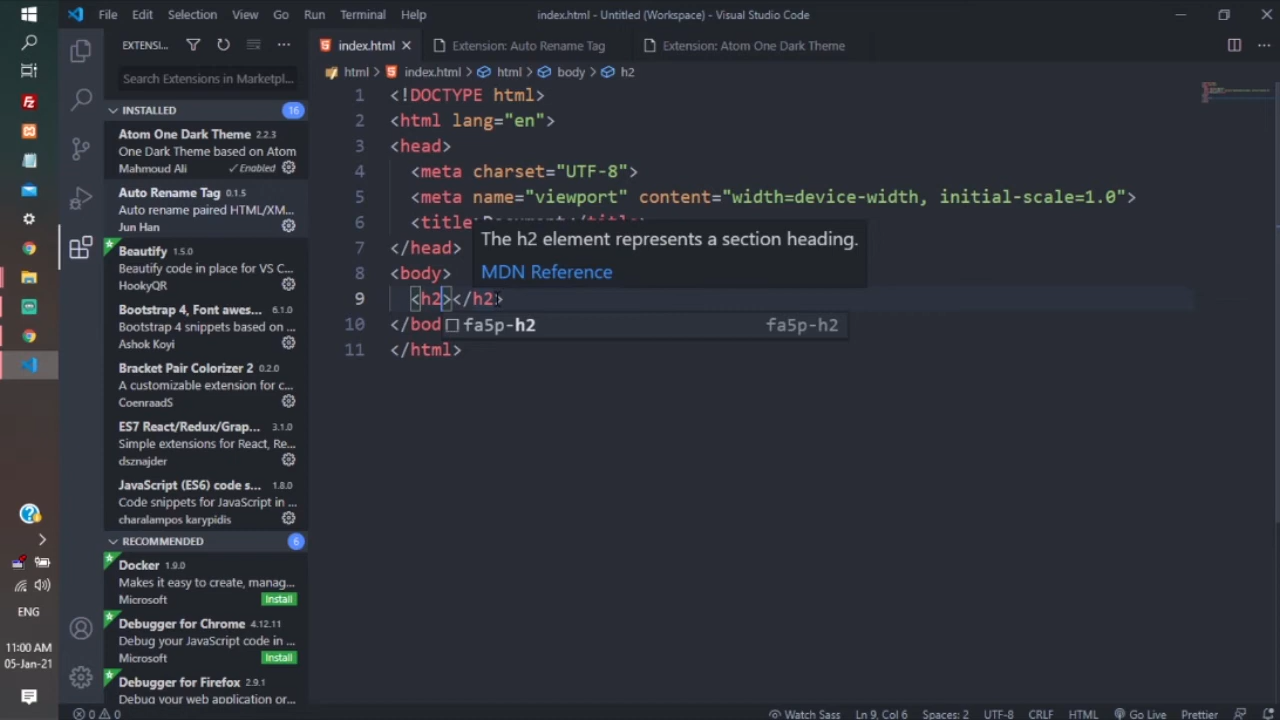 File Edit Selection View Go Run Terminal Help
index.html - Untitled (Workspace) - Visual Studio Code
EXTENSI...
Search Extensions in Marketpl...
INSTALLED 16
Atom One Dark Theme 2.2.3
One Dark Theme based on Atom
Mahmoud Ali ✓Enabled
Auto Rename Tag 0.1.5
Auto rename paired HTML/XM...
Jun Han
Beautify 1.5.0
Beautify code in place for VS C...
HookyQR
Bootstrap 4, Font awes... 6.1.0
Bootstrap 4 snippets based on ...
Ashok Koyi
Bracket Pair Colorizer 2 0.2.0
A customizable extension for c...
CoenraadS
ES7 React/Redux/Grap... 3.1.0
Simple extensions for React, Re...
dsznajder
JavaScript (ES6) code s... 1.8.0
Code snippets for JavaScript in ...
charalampos karypidis
RECOMMENDED 6
Docker 1.9.0
Makes it easy to create, manag...
Microsoft Install
Debugger for Chrome 4.12.11
Debug your JavaScript code in ...
Microsoft Install
Debugger for Firefox 2.9.1
Debug your web application or...
index.html Extension: Auto Rename Tag Extension: Atom One Dark Theme
html > index.html > html > body > h2
1 <!DOCTYPE html>
2 <html lang="en">
3 <head>
4 <meta charset="UTF-8">
5 <meta name="viewport" content="width=device-width, initial-scale=1.0">
6 <title>Document</title>
7 </head>
8 <body>
9 <h2></h2>
10 </bod
11 </html>
The h2 element represents a section heading.
MDN Reference
fa5p-h2 fa5p-h2
ENG
11:00 AM
05-Jan-21
0 0 Watch Sass Ln 9, Col 6 Spaces: 2 UTF-8 CRLF HTML Go Live Prettier